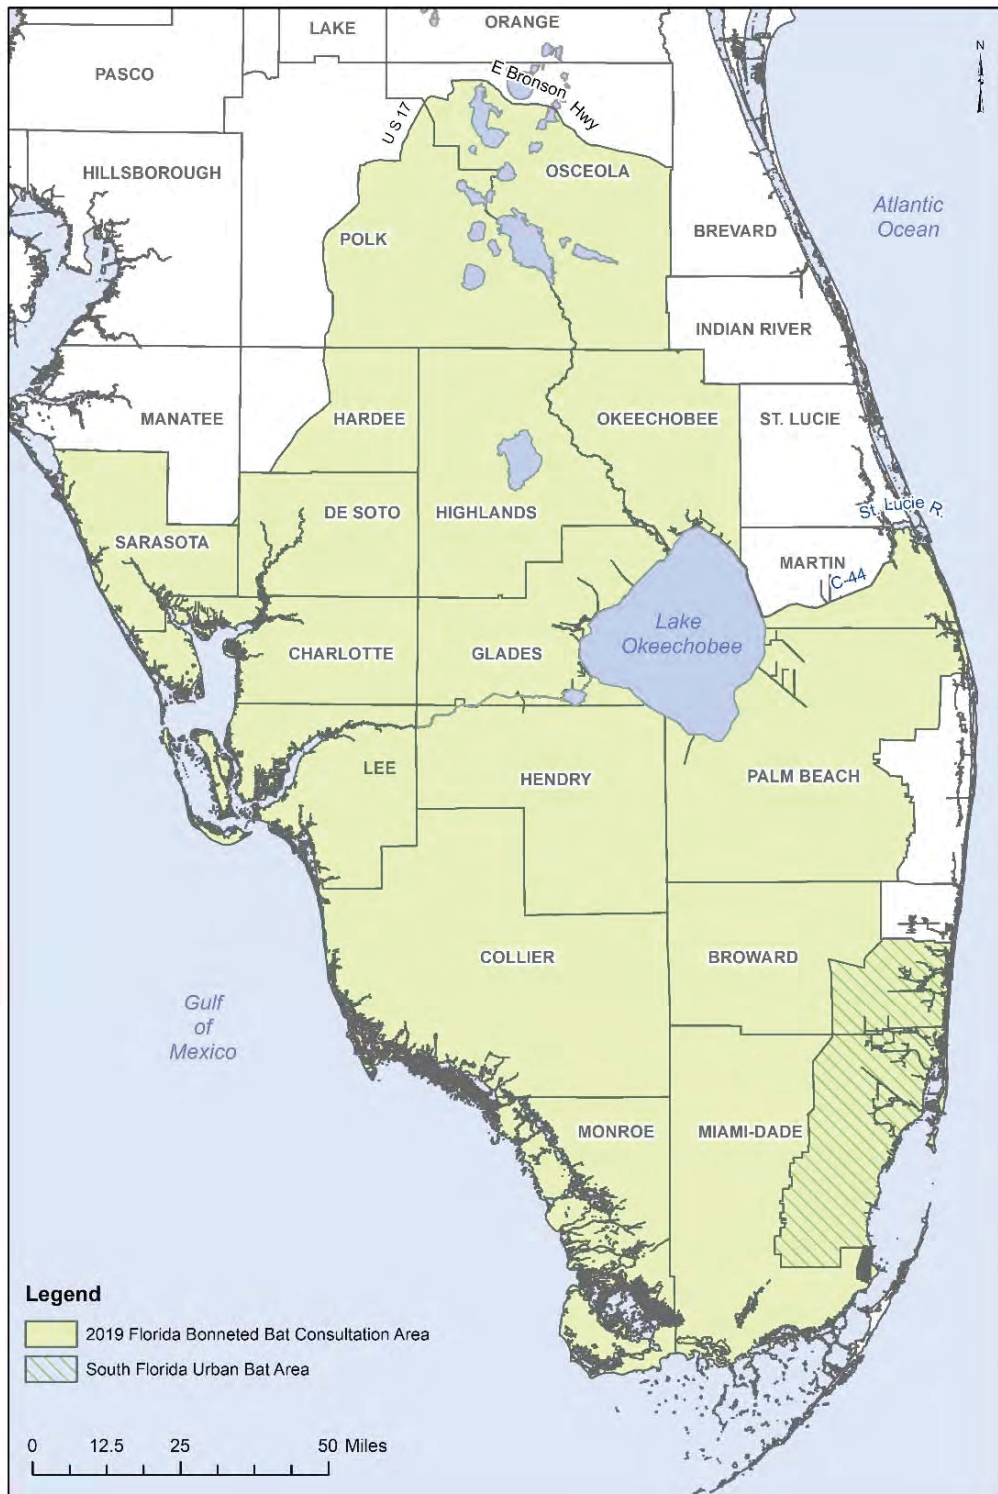 ORANGE
LAKE
N
PASCO
E Bronson Hwy
U S 17
HILLSBOROUGH
OSCEOLA
Atlantic
Ocean
BREVARD
POLK
INDIAN RIVER
MANATEE
HARDEE
OKEECHOBEE
ST. LUCIE
St. Lucie R.
DE SOTO
HIGHLANDS
SARASOTA
MARTIN
C-44
Lake
Okeechobee
CHARLOTTE
GLADES
LEE
HENDRY
PALM BEACH
COLLIER
BROWARD
Gulf
of
Mexico
MONROE
MIAMI-DADE
Legend
2019 Florida Bonneted Bat Consultation Area
South Florida Urban Bat Area
0 12.5 25 50 Miles